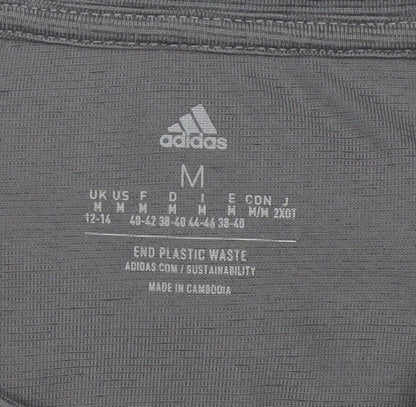 adidas
M
UK US F D I E CDN J
M M M M M M M/M 2XOT
12-14 40-42 38-40 44-46 38-40
END PLASTIC WASTE
ADIDAS.COM / SUSTAINABILITY
MADE IN CAMBODIA